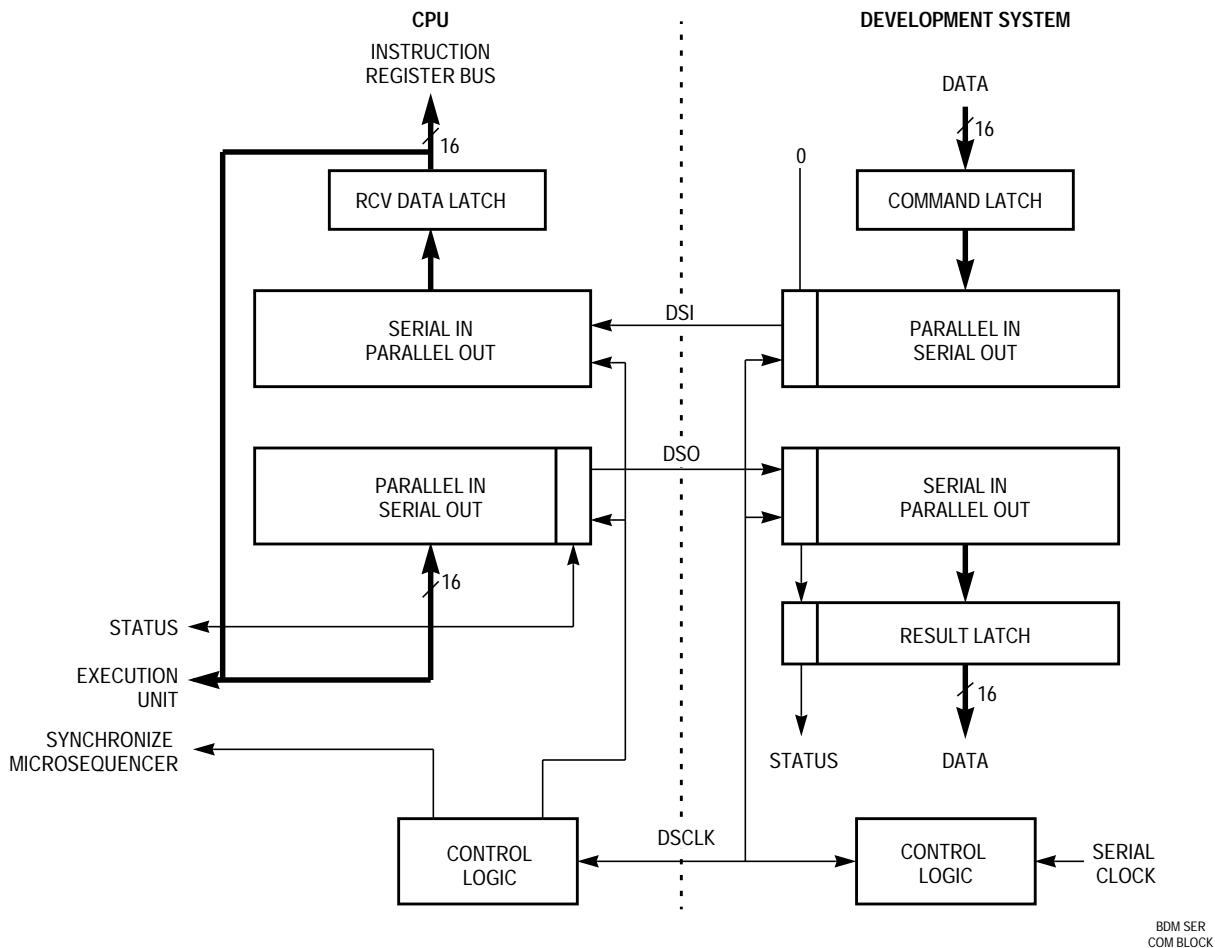 CPU
DEVELOPMENT SYSTEM
INSTRUCTION
REGISTER BUS
DATA
16
16
0
RCV DATA LATCH
COMMAND LATCH
DSI
SERIAL IN
PARALLEL OUT
PARALLEL IN
SERIAL OUT
DSO
PARALLEL IN
SERIAL OUT
SERIAL IN
PARALLEL OUT
16
STATUS
RESULT LATCH
EXECUTION
UNIT
16
SYNCHRONIZE
MICROSEQUENCER
STATUS
DATA
DSCLK
CONTROL
LOGIC
CONTROL
LOGIC
SERIAL
CLOCK
BDM SER
COM BLOCK